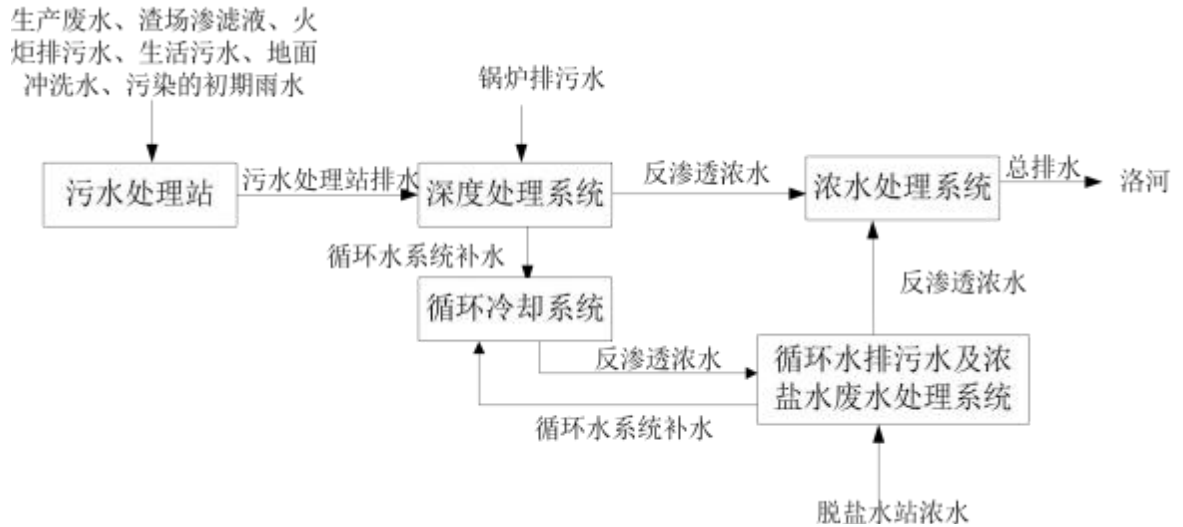 生产废水、渣场渗滤液、火
炬排污水、生活污水、地面
冲洗水、污染的初期雨水
锅炉排污水
污水处理站
污水处理站排水
深度处理系统
反渗透浓水
浓水处理系统
总排水
洛河
循环水系统补水
反渗透浓水
循环冷却系统
反渗透浓水
循环水排污水及浓
盐水废水处理系统
循环水系统补水
脱盐水站浓水